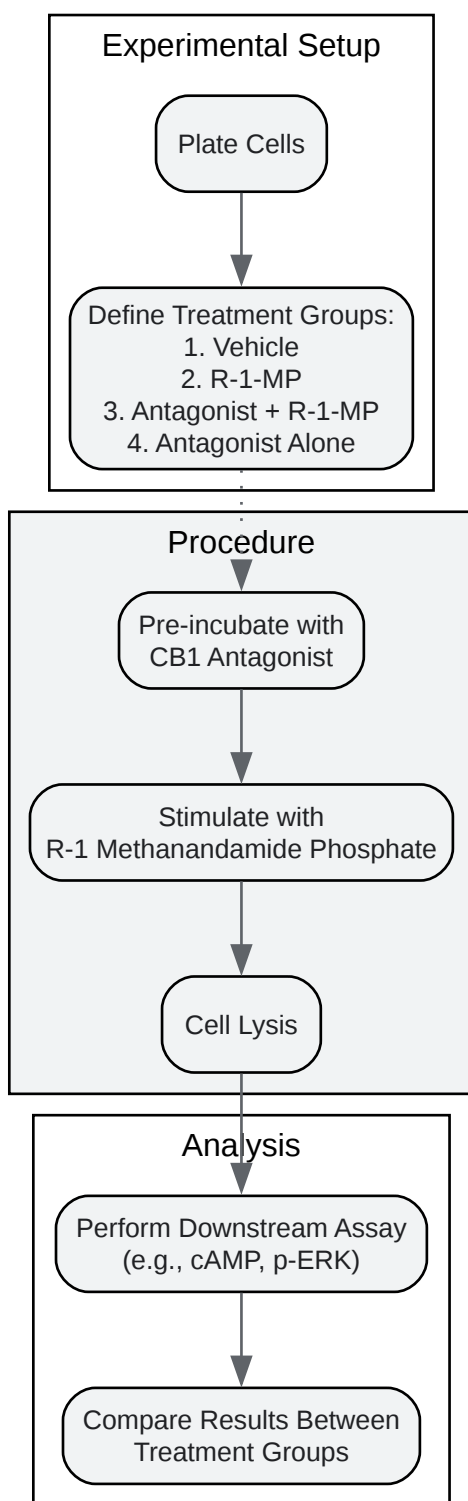 Experimental Setup
Plate Cells
Define Treatment Groups:
1. Vehicle
2. R-1-MP
3. Antagonist + R-1-MP
4. Antagonist Alone
Procedure
Pre-incubate with
CB1 Antagonist
Stimulate with
R-1 Methanandamide Phosphate
Cell Lysis
Analysis
Perform Downstream Assay
(e.g., cAMP, p-ERK)
Compare Results Between
Treatment Groups